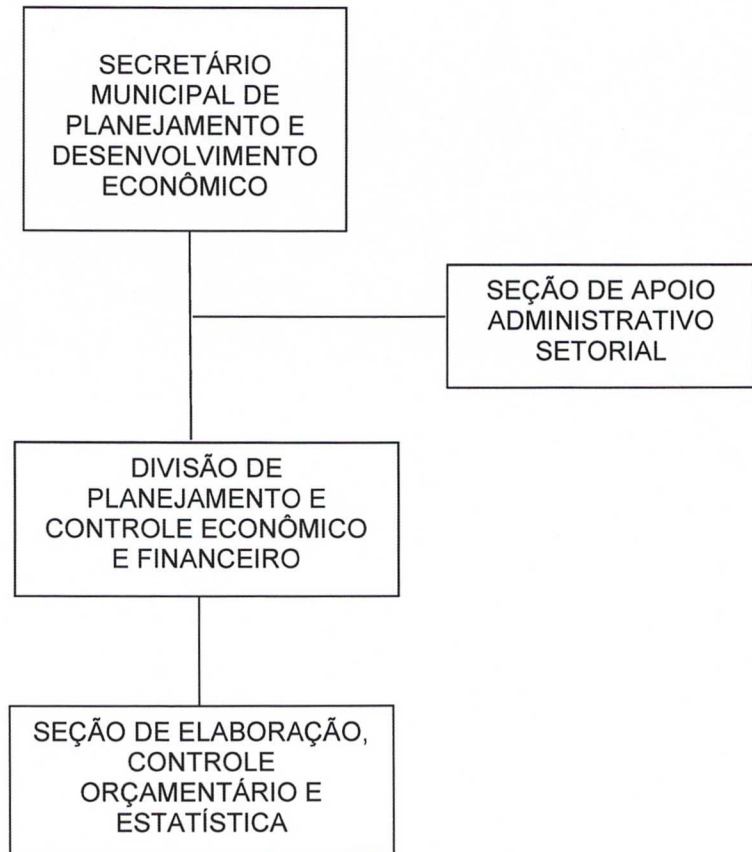 SECRETÁRIO
MUNICIPAL DE
PLANEJAMENTO E
DESENVOLVIMENTO
ECONÔMICO
SEÇÃO DE APOIO
ADMINISTRATIVO
SETORIAL
DIVISÃO DE
PLANEJAMENTO E
CONTROLE ECONÔMICO
E FINANCEIRO
SEÇÃO DE ELABORAÇÃO,
CONTROLE
ORÇAMENTÁRIO E
ESTATÍSTICA